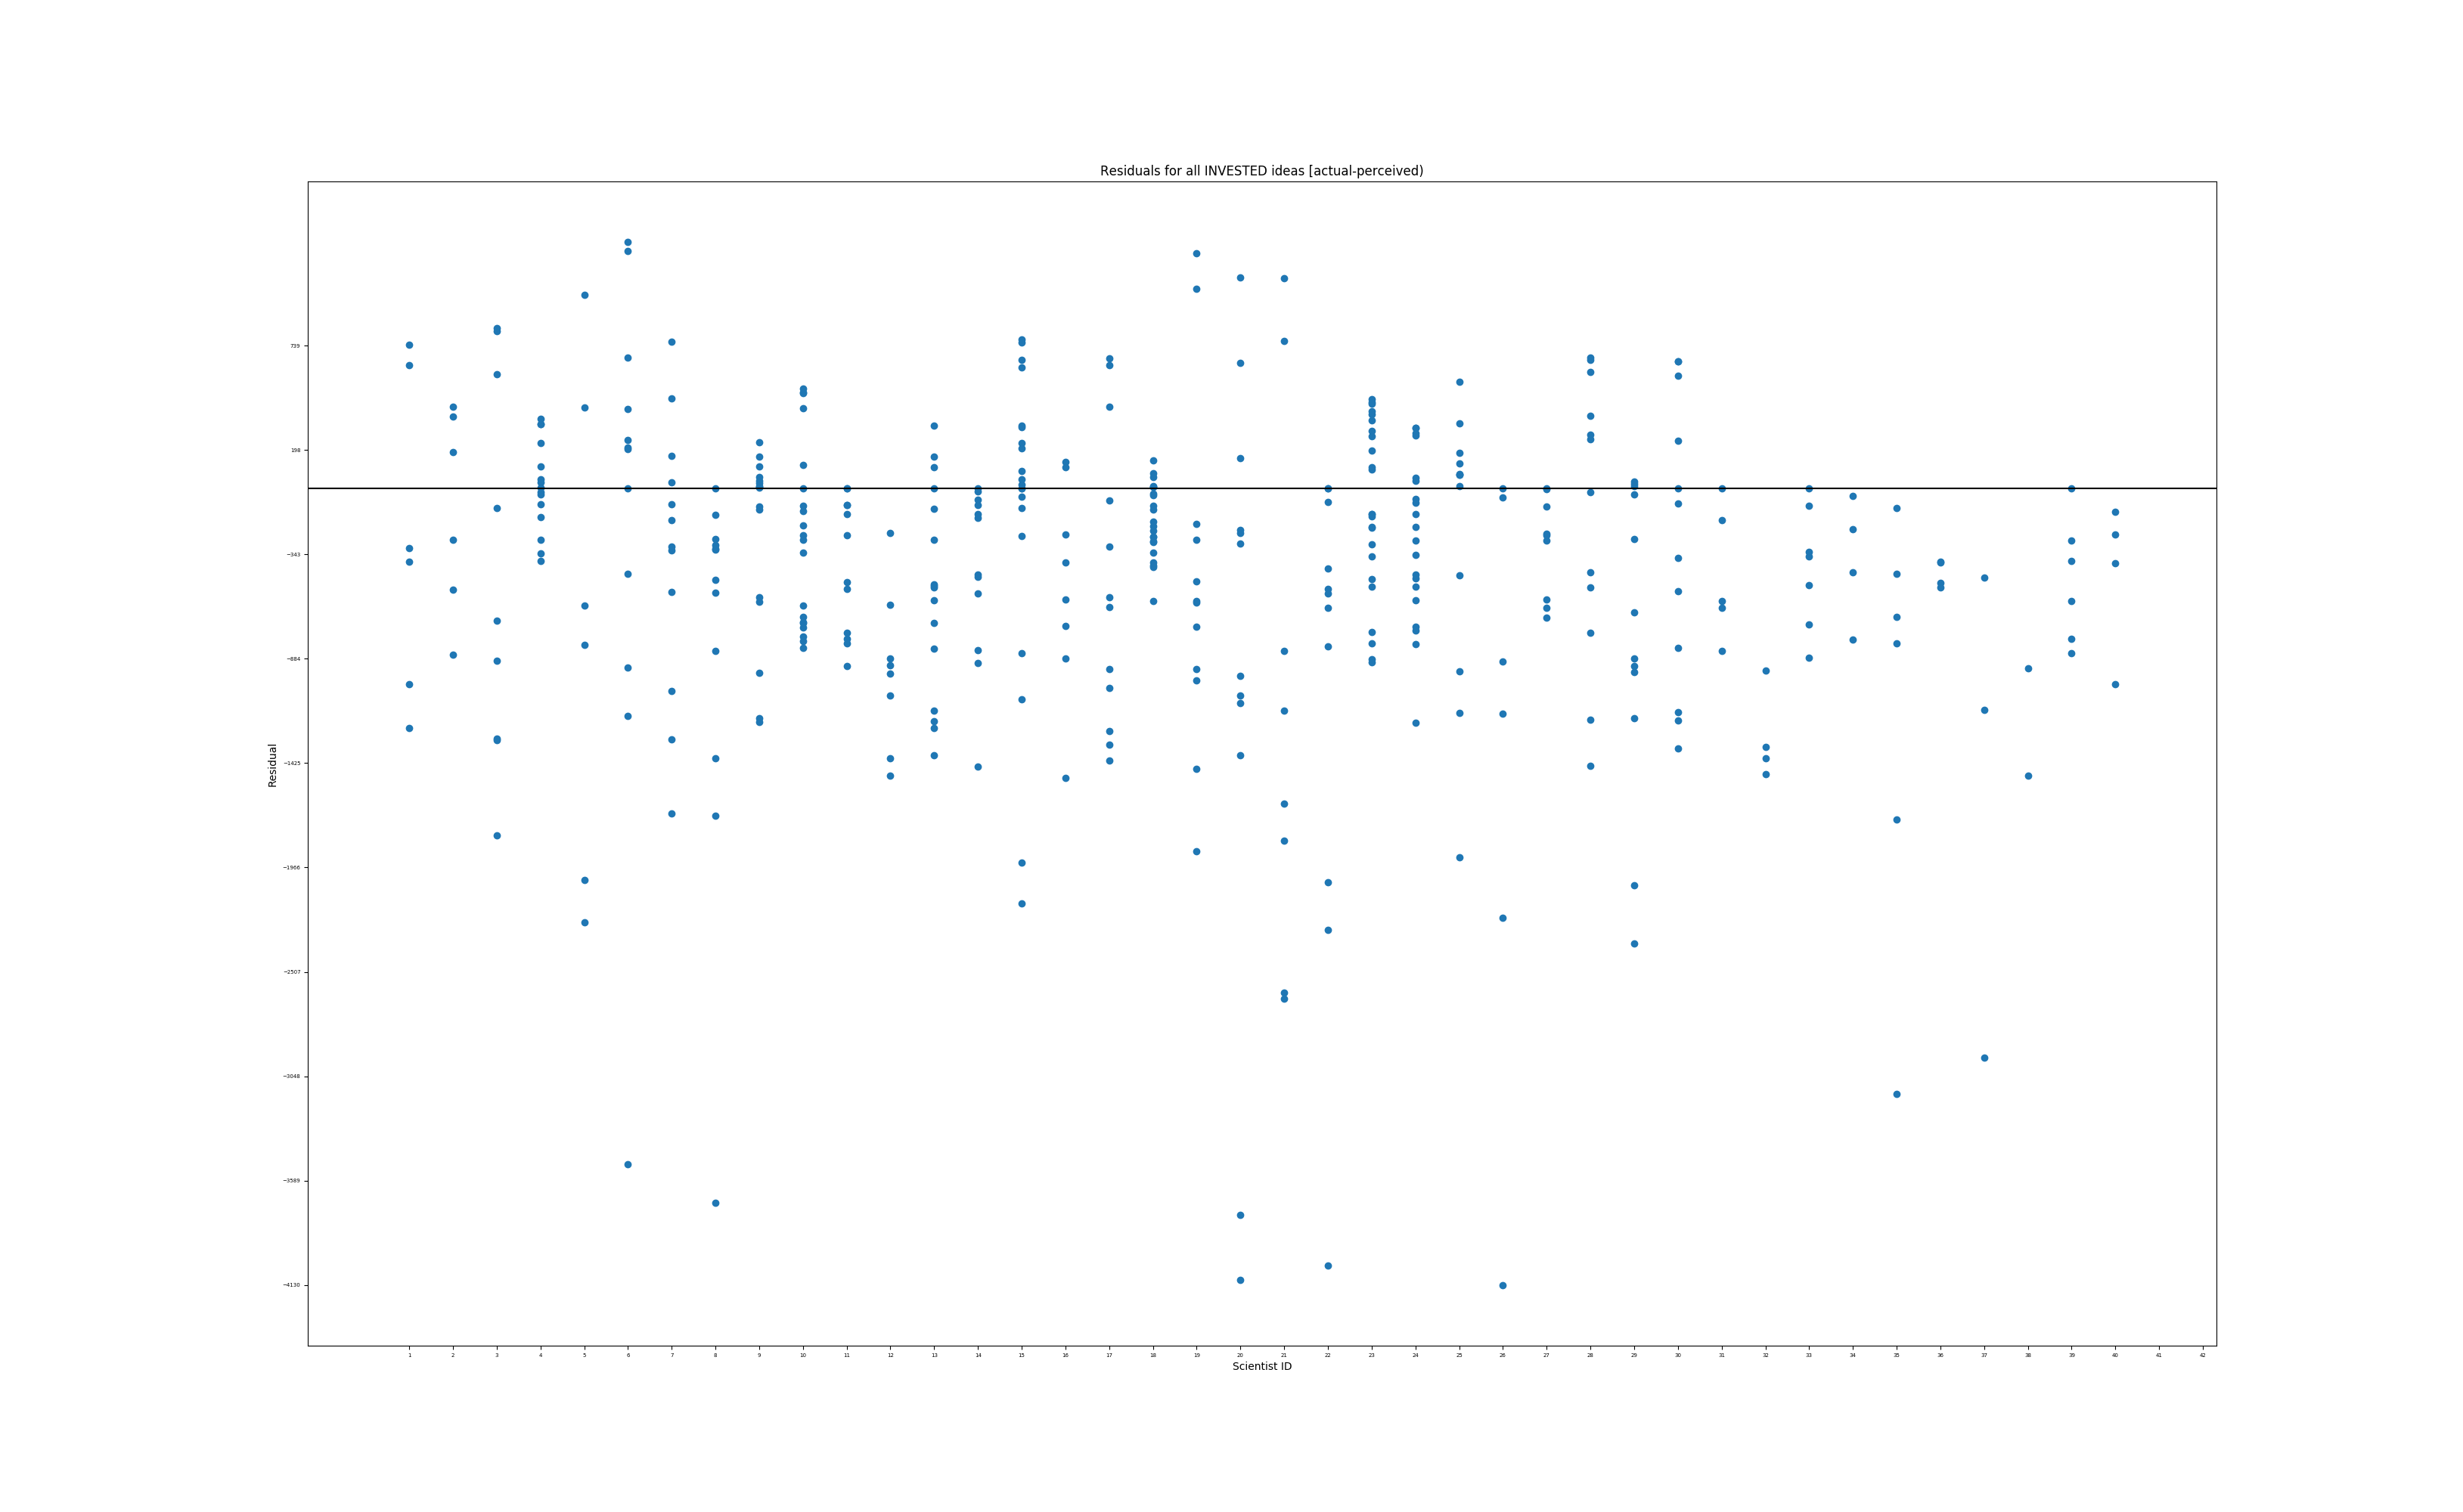 Residuals for all INVESTED ideas [actual-perceived)
739
198
−343
−884
−1425
−1966
−2507
−3048
−3589
−4130
Residual
1 2 3 4 5 6 7 8 9 10 11 12 13 14 15 16 17 18 19 20 21 22 23 24 25 26 27 28 29 30 31 32 33 34 35 36 37 38 39 40 41 42
Scientist ID